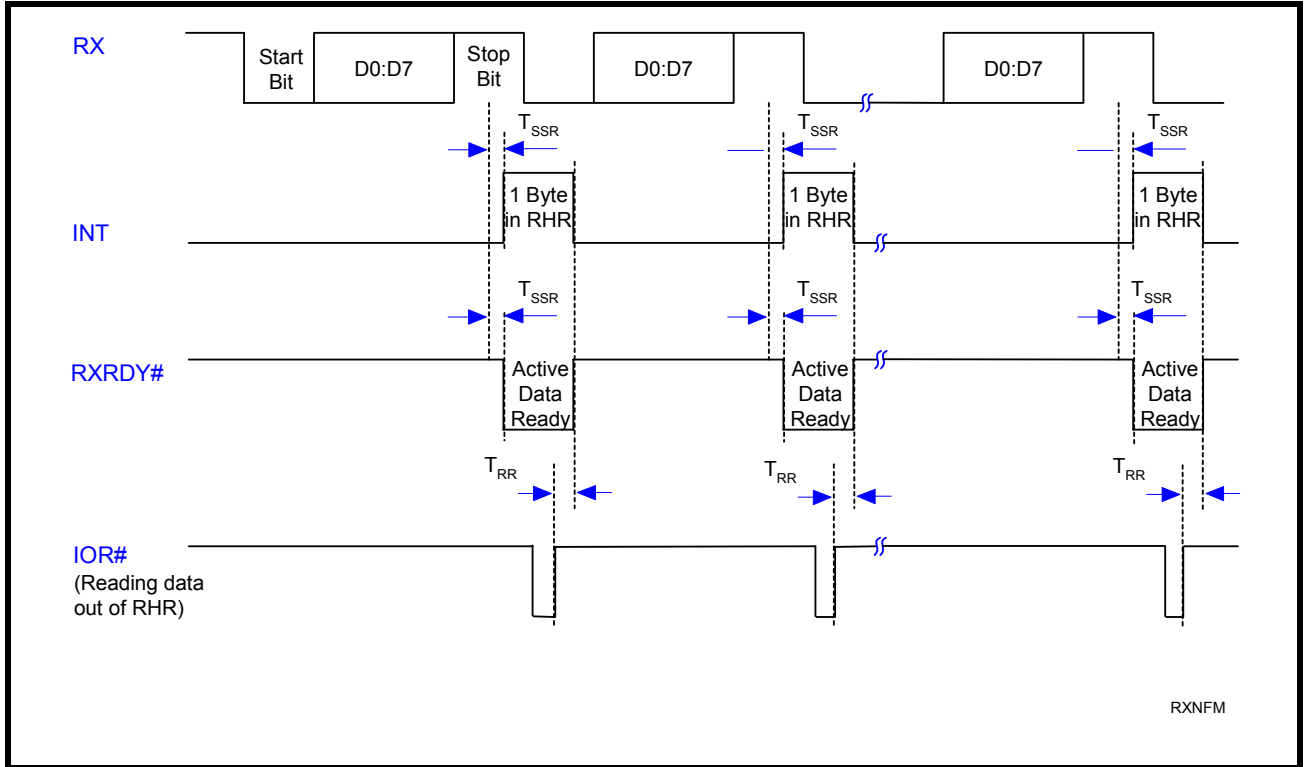 RX
Start
Bit
D0:D7
Stop
Bit
D0:D7
D0:D7
TSSR
TSSR
TSSR
INT
1 Byte
in RHR
1 Byte
in RHR
1 Byte
in RHR
TSSR
TSSR
TSSR
RXRDY#
Active
Data
Ready
Active
Data
Ready
Active
Data
Ready
TRR
TRR
TRR
IOR#
(Reading data
out of RHR)
RXNFM